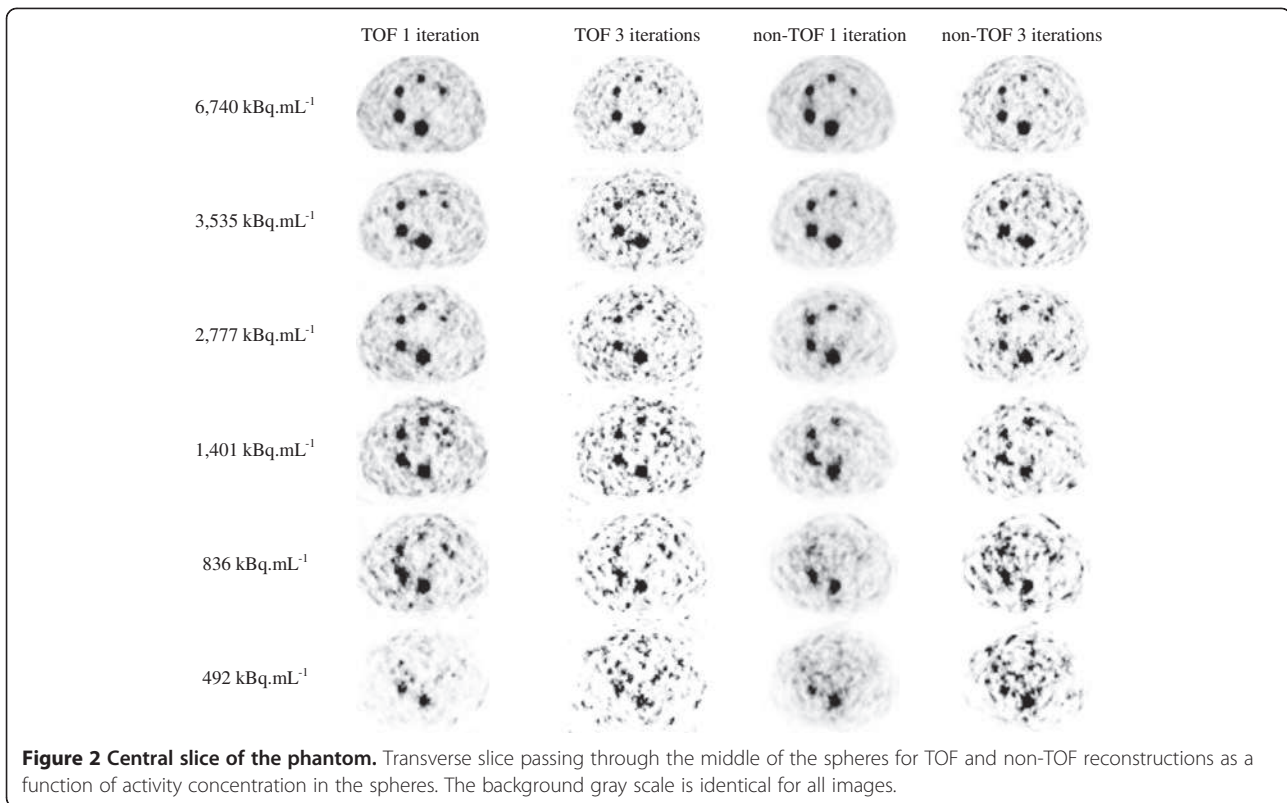 TOF 1 iteration TOF 3 iterations non-TOF 1 iteration non-TOF 3 iterations
6,740 kBq.mL⁻¹
3,535 kBq.mL⁻¹
2,777 kBq.mL⁻¹
1,401 kBq.mL⁻¹
836 kBq.mL⁻¹
492 kBq.mL⁻¹
Figure 2 Central slice of the phantom. Transverse slice passing through the middle of the spheres for TOF and non-TOF reconstructions as a
function of activity concentration in the spheres. The background gray scale is identical for all images.